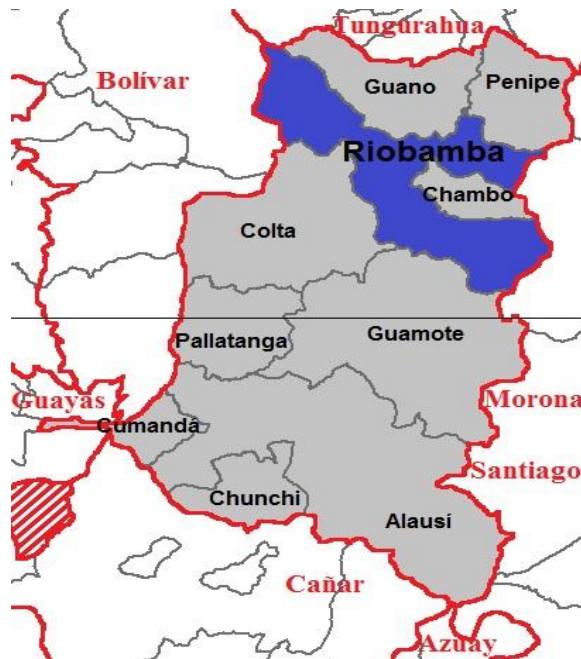 Tungurahua
Bolívar
Guano
Penipe
Riobamba
Chambo
Colta
Pallatanga
Guamote
Guayas
Morona
Cumandá
Santiago
Chunchi
Alausí
Cañar
Azuay